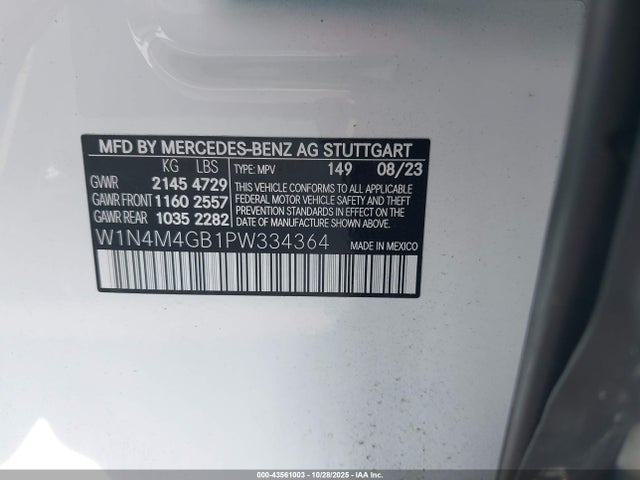 MFD BY MERCEDES-BENZ AG STUTTGART
KG LBS TYPE: MPV 149 08/23
GVWR 2145 4729 THIS VEHICLE CONFORMS TO ALL APPLICABLE
GAWR FRONT 1160 2557 FEDERAL MOTOR VEHICLE SAFETY AND THEFT
GAWR REAR 1035 2282 PREVENTION STANDARDS IN EFFECT ON THE
DATE OF MANUFACTURE SHOWN ABOVE.
W1N4M4GB1PW334364 MADE IN MEXICO
000-43561003 | 10/28/2025 | IAA Inc.